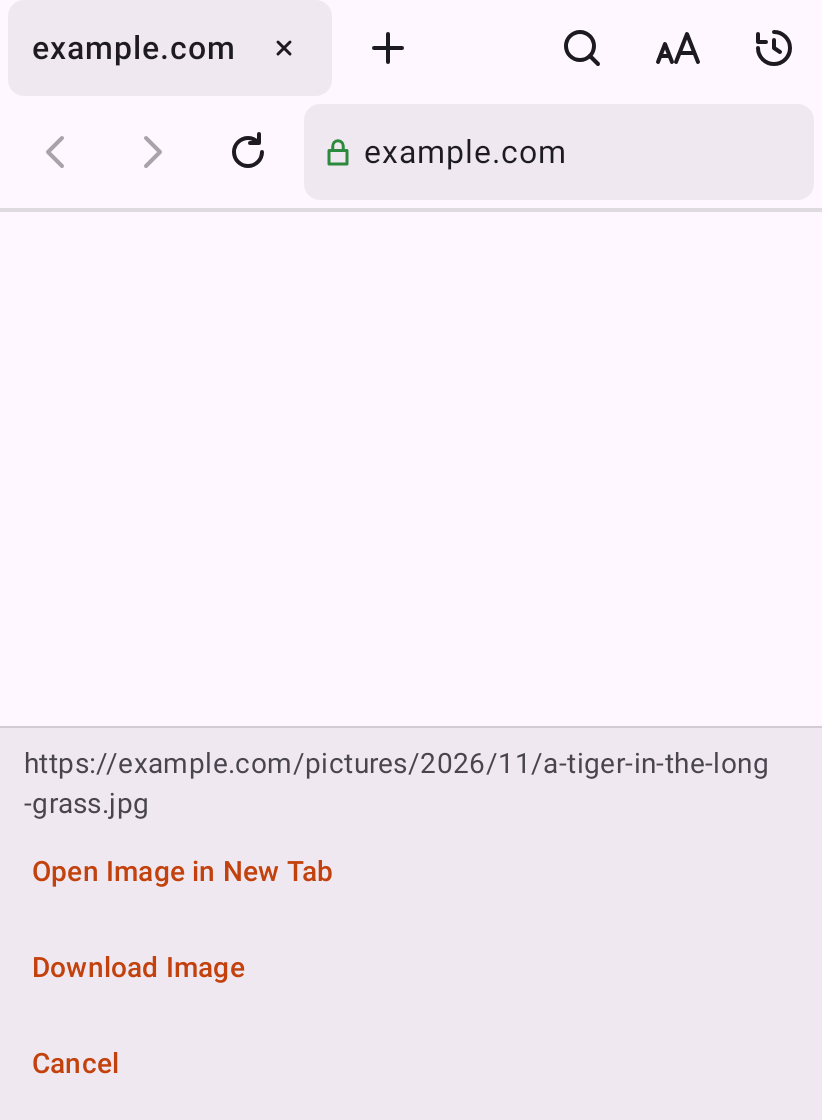 example.com
example.com
https://example.com/pictures/2026/11/a-tiger-in-the-long
-grass.jpg
Open Image in New Tab
Download Image
Cancel